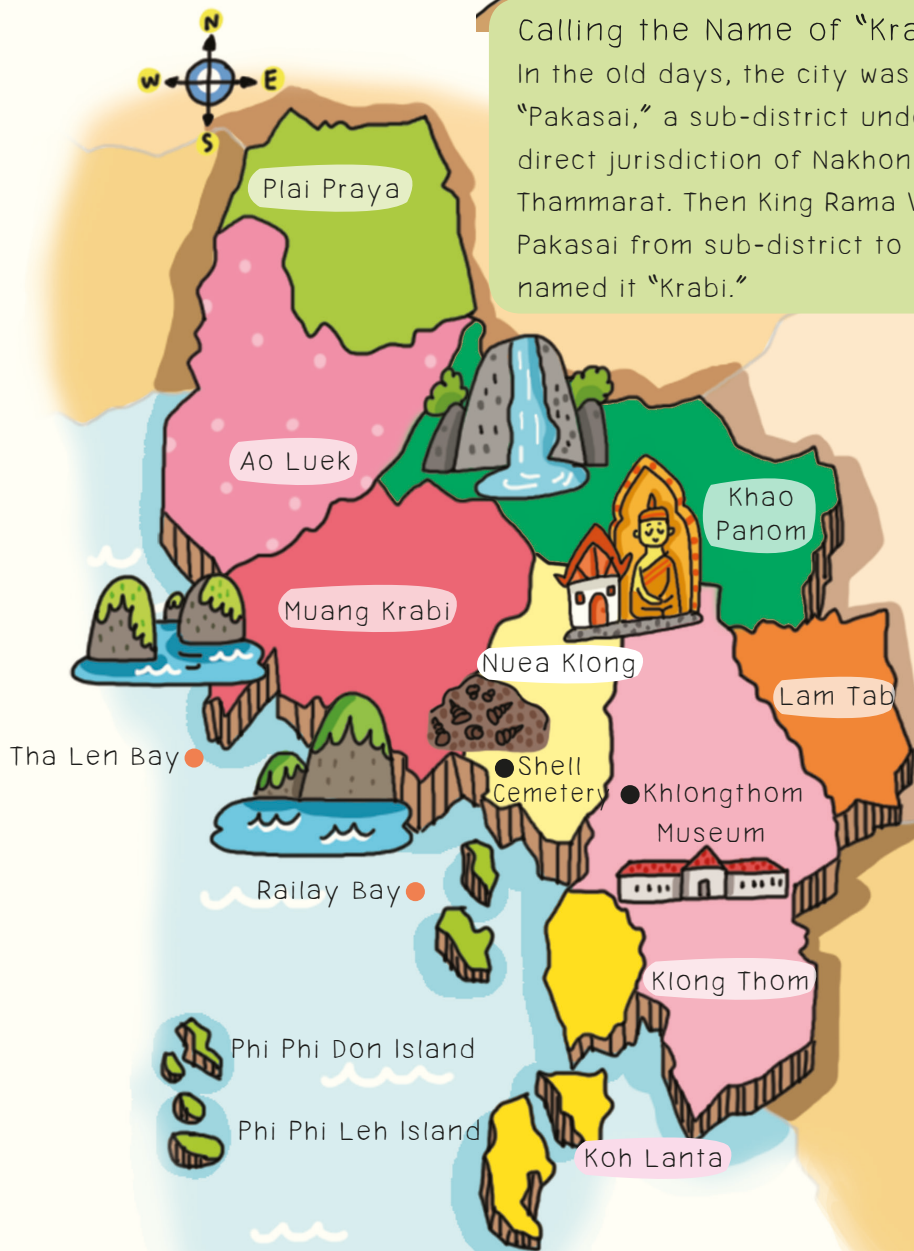 Calling the Name of “Kra
In the old days, the city was
“Pakasai,” a sub-district unde
direct jurisdiction of Nakhon
Thammarat. Then King Rama V
Pakasai from sub-district to
named it “Krabi.”
N
W
E
S
Plai Praya
Ao Luek
Khao
Panom
Muang Krabi
Nuea Klong
Lam Tab
Tha Len Bay
Shell
Cemetery
Khlongthom
Museum
Railay Bay
Klong Thom
Phi Phi Don Island
Phi Phi Leh Island
Koh Lanta